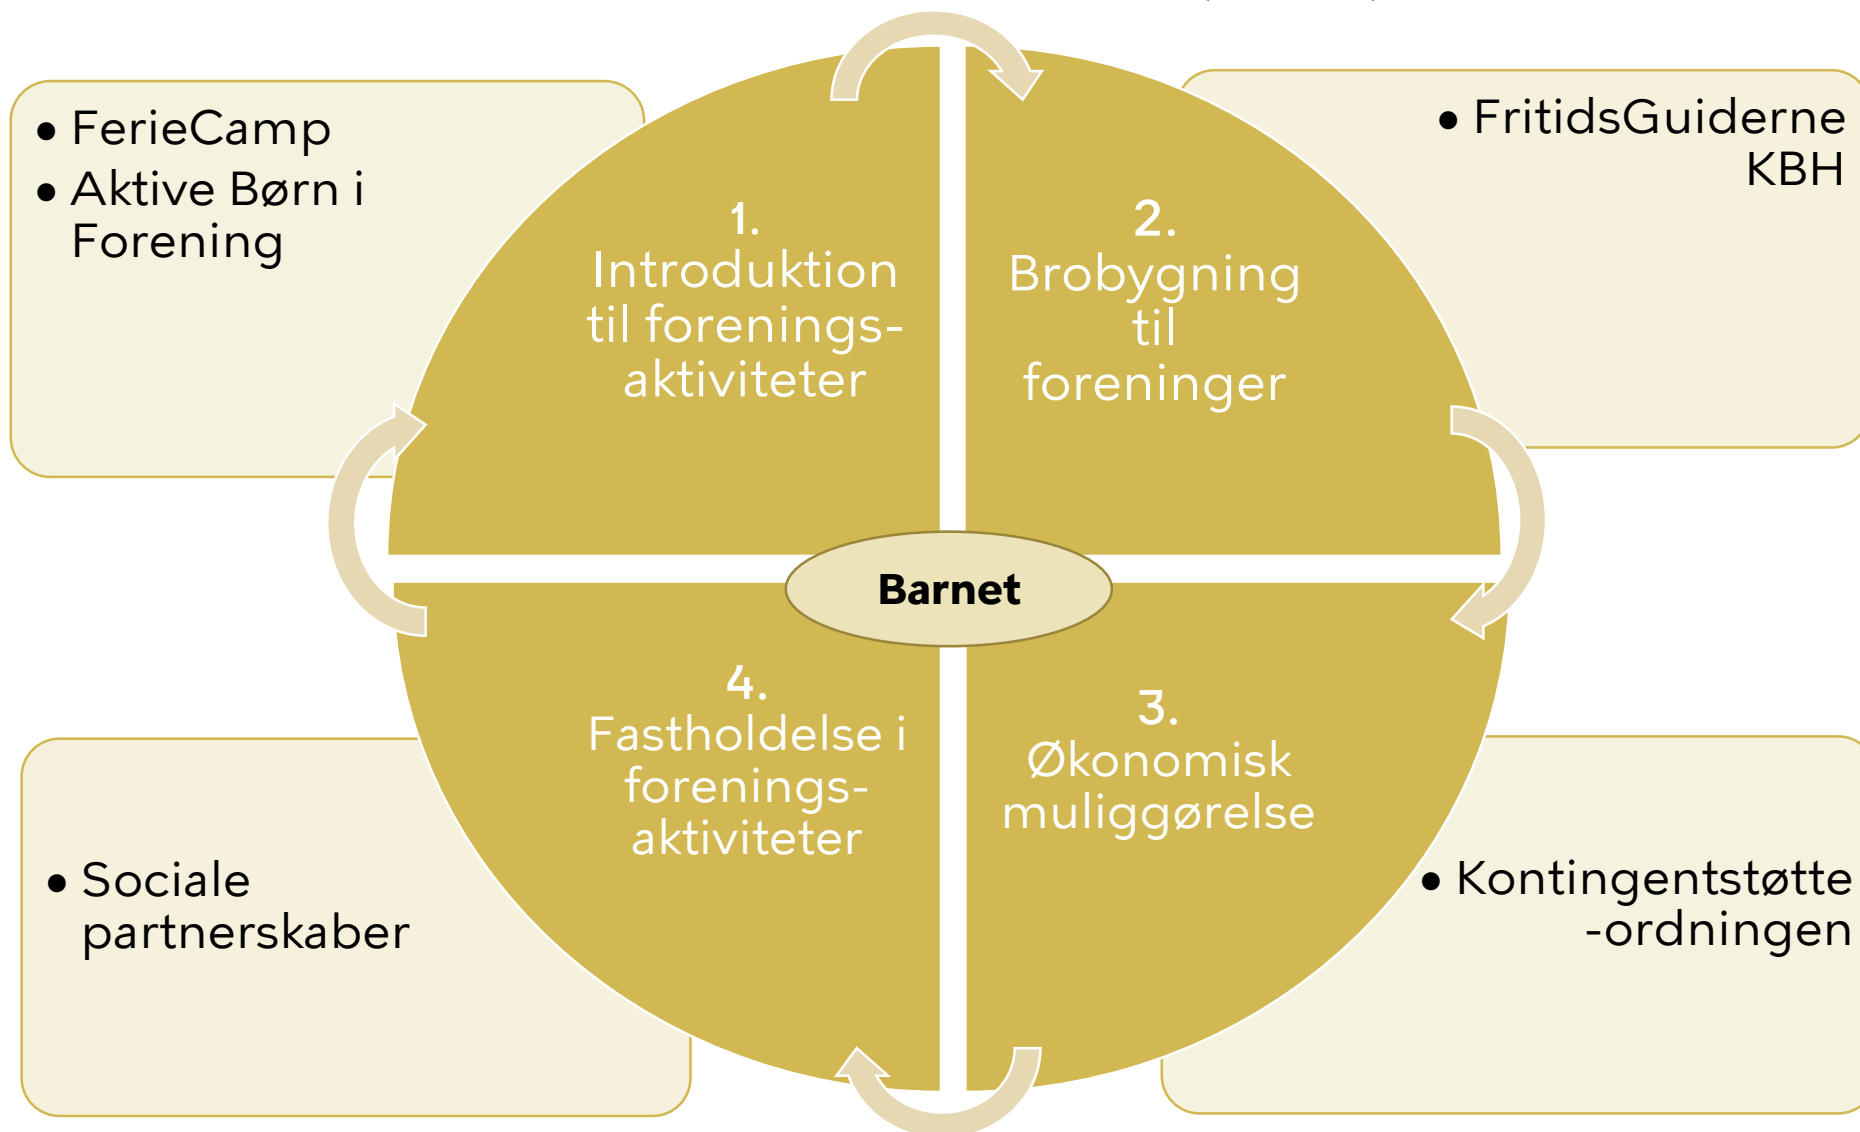 • FerieCamp
• Aktive Børn i
Forening
• FritidsGuiderne
KBH
1.
Introduktion
til forenings-
aktiviteter
2.
Brobygning
til
foreninger
Barnet
4.
Fastholdelse i
forenings-
aktiviteter
3.
Økonomisk
muliggørelse
• Sociale
partnerskaber
• Kontingentstøtte
-ordningen